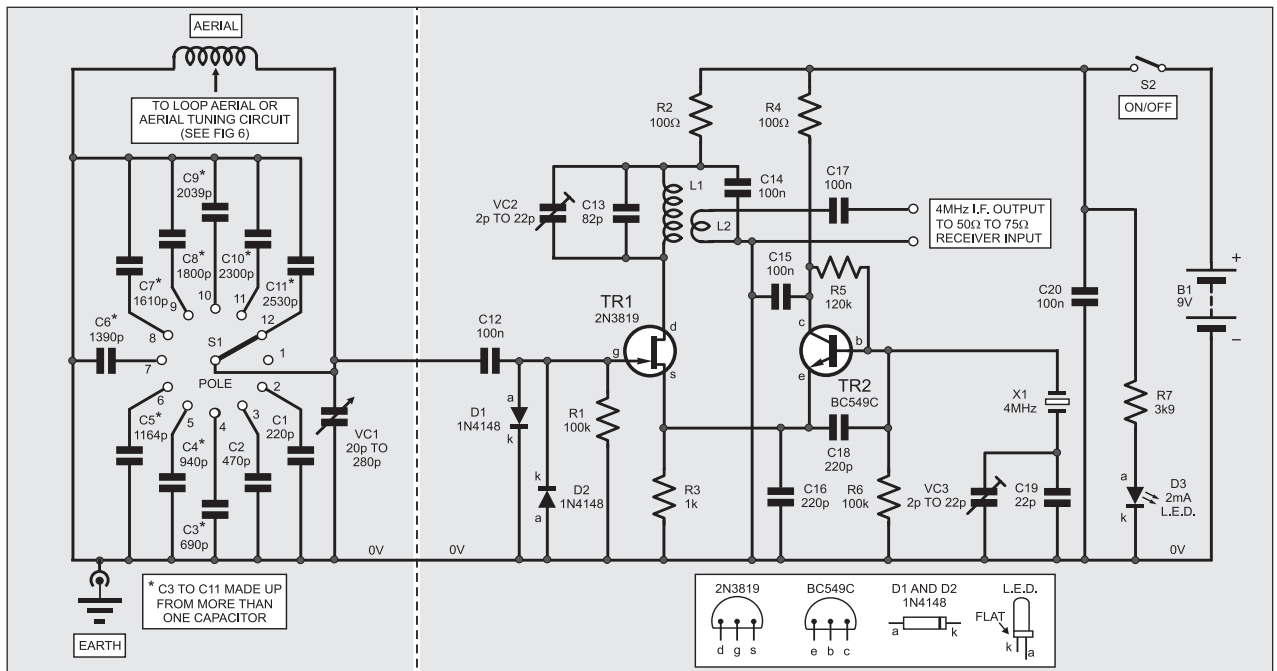 AERIAL
TO LOOP AERIAL OR
AERIAL TUNING CIRCUIT
(SEE FIG 6)
C9*
2039p
C8*
1800p
C10*
2300p
C7*
1610p
C11*
2530p
C6*
1390p
10
9
11
8
12
S1
7
1
POLE
6
2
5
4
3
C5*
1164p
C4*
940p
C3*
690p
C2
470p
C1
220p
VC1
20p TO
280p
0V
EARTH
* C3 TO C11 MADE UP
FROM MORE THAN
ONE CAPACITOR
R2
100Ω
R4
100Ω
S2
ON/OFF
VC2
2p TO 22p
C13
82p
L1
L2
C14
100n
C17
100n
4MHz I.F. OUTPUT
TO 50Ω TO 75Ω
RECEIVER INPUT
C15
100n
R5
120k
C20
100n
B1
9V
+
−
TR1
2N3819
d
g
s
C12
100n
c
b
e
TR2
BC549C
X1
4MHz
R7
3k9
a
D1
1N4148
k
R1
100k
k
D2
1N4148
a
R3
1k
C18
220p
C16
220p
R6
100k
VC3
2p TO 22p
C19
22p
a
D3
2mA
L.E.D.
k
0V
0V
2N3819
d g s
BC549C
e b c
D1 AND D2
1N4148
a
k
L.E.D.
FLAT
k
a